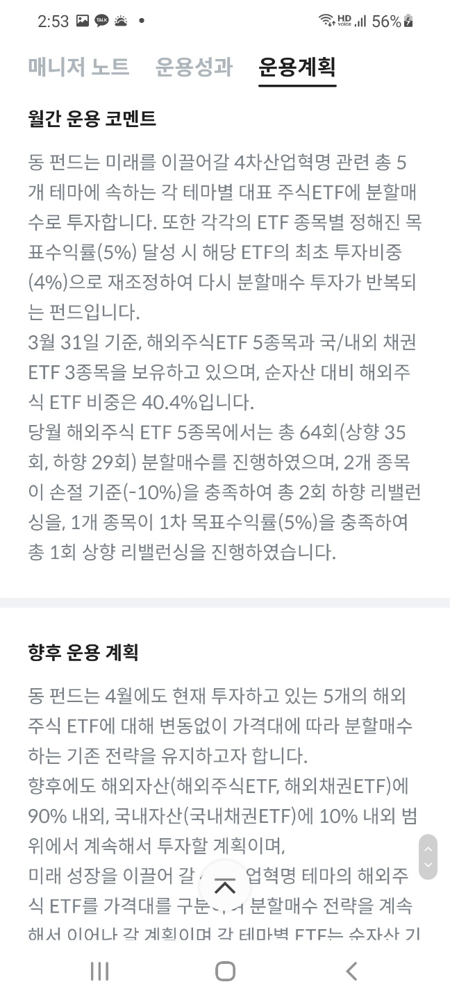 2:53 TALK HD voice 56%
매니저 노트 운용성과 운용계획
월간 운용 코멘트
동 펀드는 미래를 이끌어갈 4차산업혁명 관련 총 5
개 테마에 속하는 각 테마별 대표 주식ETF에 분할매
수로 투자합니다. 또한 각각의 ETF 종목별 정해진 목
표수익률(5%) 달성 시 해당 ETF의 최초 투자비중
(4%)으로 재조정하여 다시 분할매수 투자가 반복되
는 펀드입니다.
3월 31일 기준, 해외주식ETF 5종목과 국/내외 채권
ETF 3종목을 보유하고 있으며, 순자산 대비 해외주
식 ETF 비중은 40.4%입니다.
당월 해외주식 ETF 5종목에서는 총 64회(상향 35
회, 하향 29회) 분할매수를 진행하였으며, 2개 종목
이 손절 기준(-10%)을 충족하여 총 2회 하향 리밸런
싱을, 1개 종목이 1차 목표수익률(5%)을 충족하여
총 1회 상향 리밸런싱을 진행하였습니다.
향후 운용 계획
동 펀드는 4월에도 현재 투자하고 있는 5개의 해외
주식 ETF에 대해 변동없이 가격대에 따라 분할매수
하는 기존 전략을 유지하고자 합니다.
향후에도 해외자산(해외주식ETF, 해외채권ETF)에
90% 내외, 국내자산(국내채권ETF)에 10% 내외 범
위에서 계속해서 투자할 계획이며,
미래 성장을 이끌어 갈 업혁명 테마의 해외주
식 ETF를 가격대를 분할매수 전략을 계속
해서 이어나 갈 계획이며 각 테마별 ETF는 순자산 기